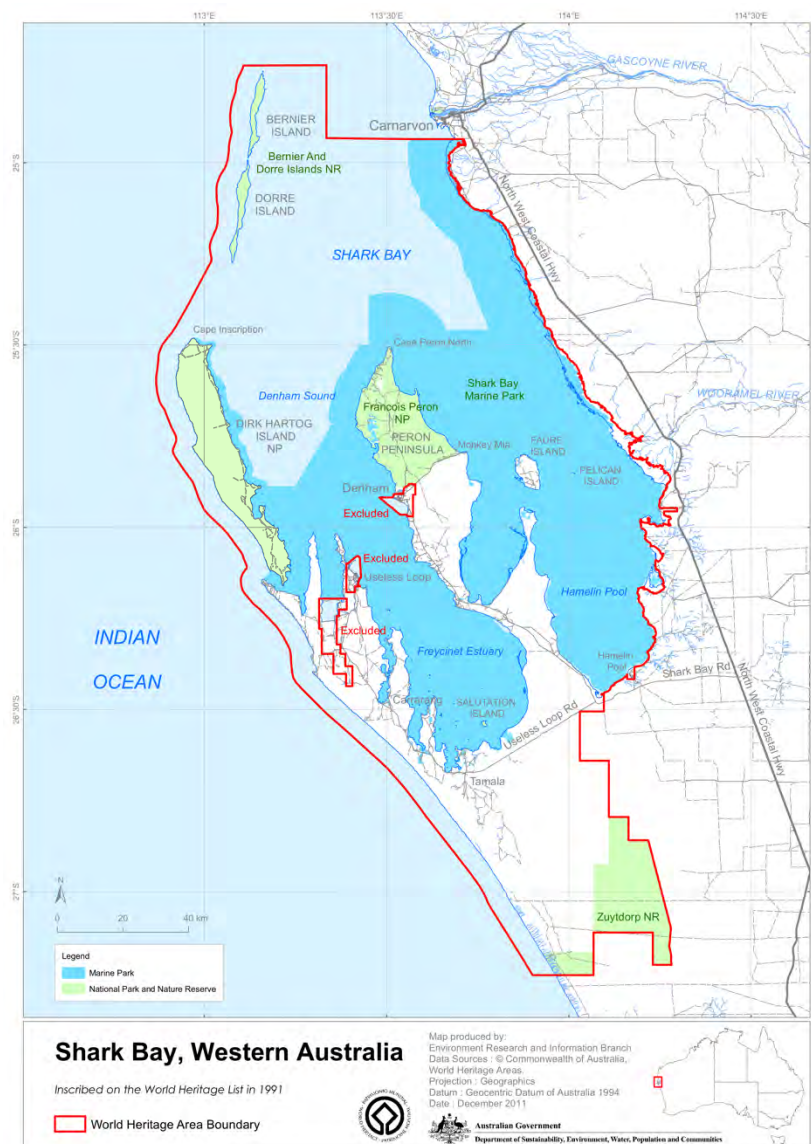 113°E
113°30'E
114°E
114°30'E
GASCOYNE RIVER
BERNIER
ISLAND
Carnarvon
25°S
Bernier And
Dorre Islands NR
DORRE
ISLAND
North West Coastal Hwy
SHARK BAY
25°30'S
Cape Inscription
Cape Peron North
Denham Sound
Shark Bay
Marine Park
WOORAMEL RIVER
Francois Peron
NP
DIRK HARTOG
ISLAND
NP
PERON
PENINSULA
Monkey Mia
FAURE
ISLAND
PELICAN
ISLAND
Denham
Excluded
26°S
Excluded
Useless Loop
Hamelin Pool
INDIAN
OCEAN
Excluded
Freycinet Estuary
Hamelin
Pool
Shark Bay Rd
North West Coastal Hwy
26°30'S
Carrarang
SALUTATION
ISLAND
Useless Loop Rd
Tamala
27°S
N
0 20 40 km
Zuytdorp NR
Legend
Marine Park
National Park and Nature Reserve
Shark Bay, Western Australia
Inscribed on the World Heritage List in 1991
World Heritage Area Boundary
Map produced by:
Environment Research and Information Branch
Data Sources : © Commonwealth of Australia,
World Heritage Areas.
Projection : Geographics
Datum : Geocentric Datum of Australia 1994
Date : December 2011
Australian Government
Department of Sustainability, Environment, Water, Population and Communities